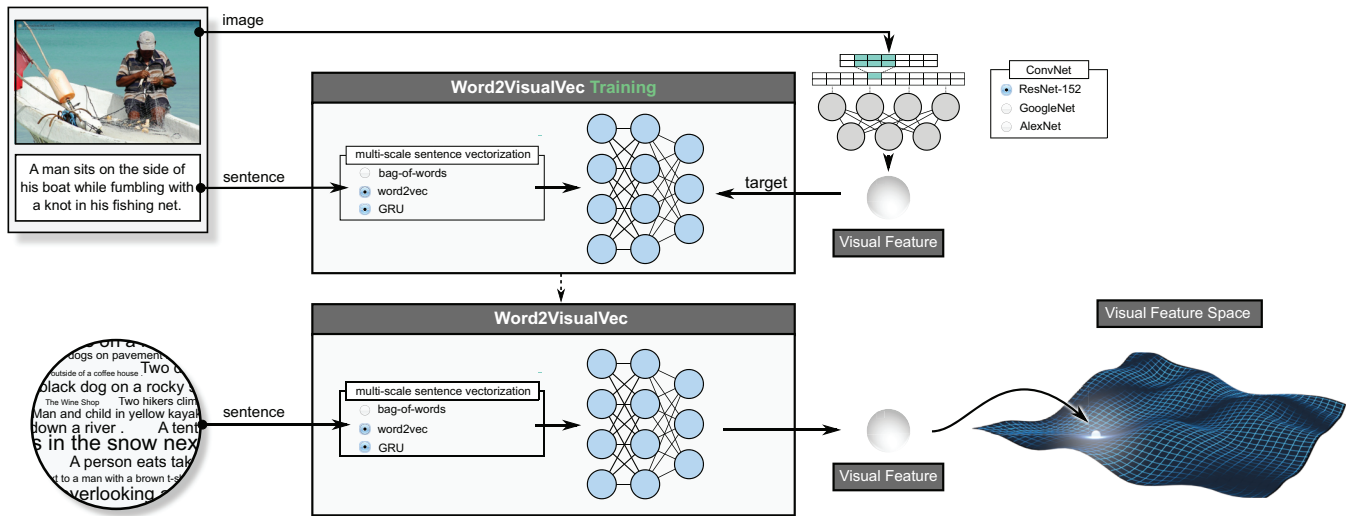 image
Word2VisualVec Training
ConvNet
ResNet-152
GoogleNet
AlexNet
multi-scale sentence vectorization
bag-of-words
word2vec
GRU
A man sits on the side of
his boat while fumbling with
a knot in his fishing net.
sentence
target
Visual Feature
Word2VisualVec
Visual Feature Space
dogs on pavement
outside of a coffee house . Two
black dog on a rocky
The Wine Shop Two hikers clim
Man and child in yellow kayak
down a river . A tent
s in the snow nex
A person eats tak
to a man with a brown t-s
verlooking a
sentence
multi-scale sentence vectorization
bag-of-words
word2vec
GRU
Visual Feature